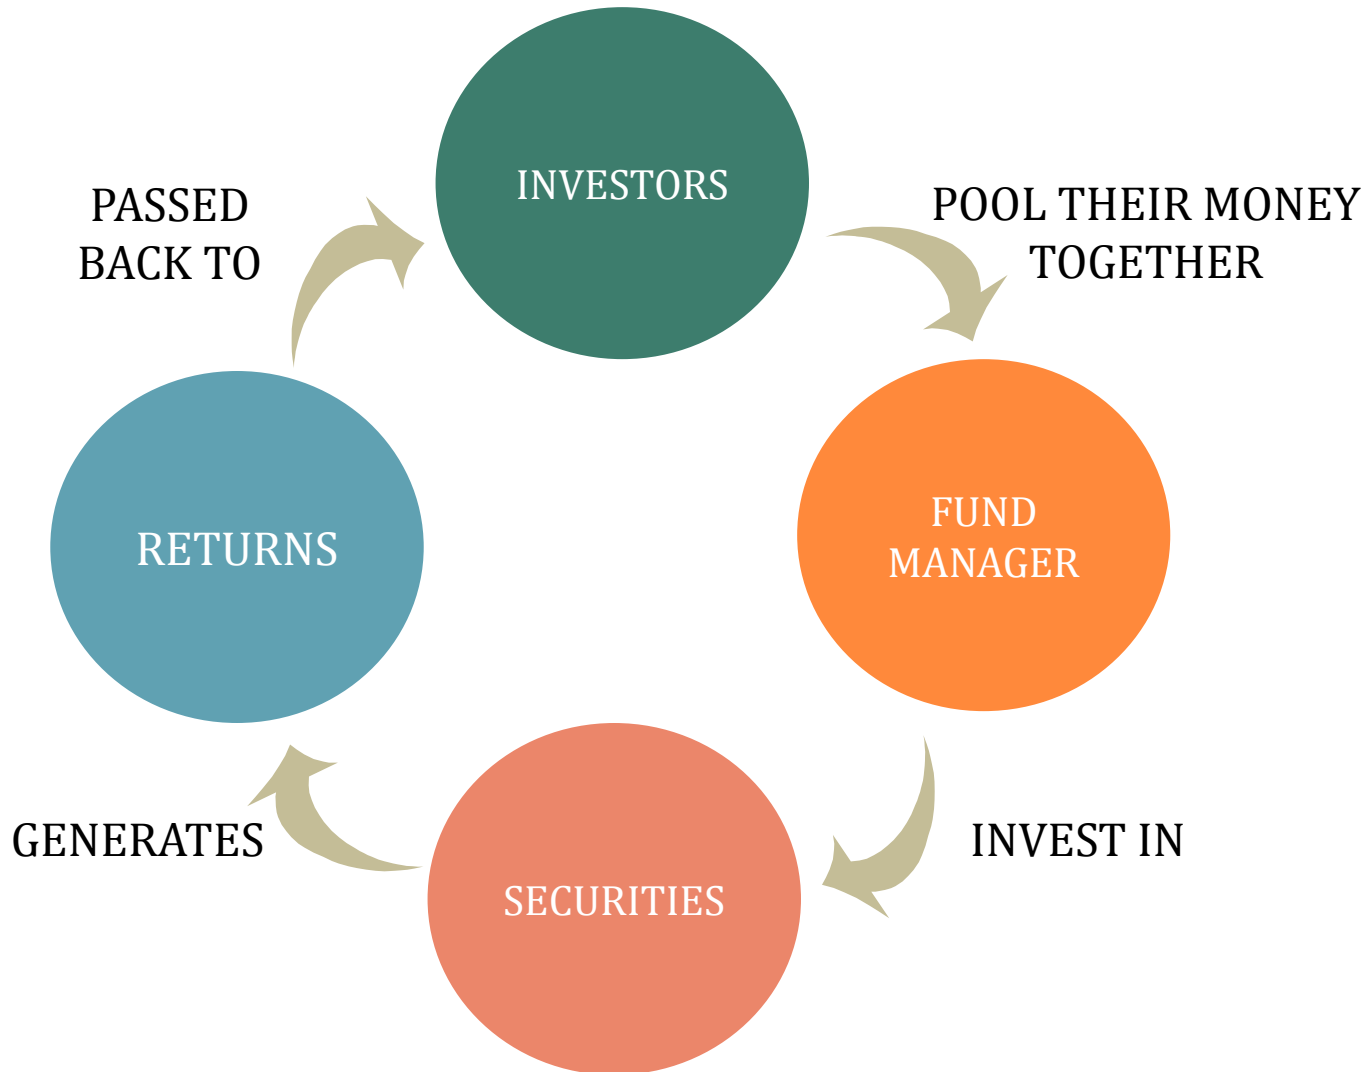 INVESTORS
POOL THEIR MONEY
TOGETHER
FUND
MANAGER
INVEST IN
SECURITIES
GENERATES
RETURNS
PASSED
BACK TO